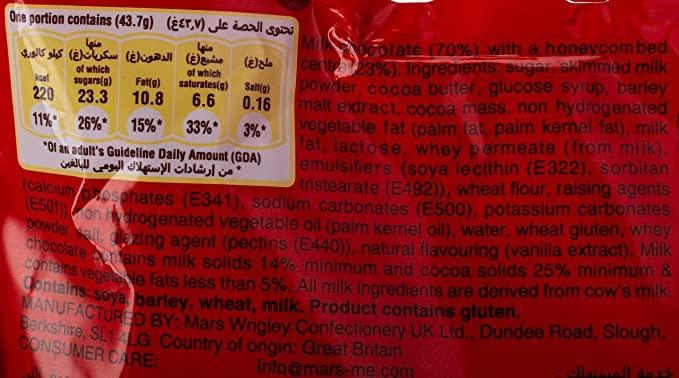 One portion contains (43.7g) تحتوي الحصة على (٤٣,٧غ)
كيلو كالوري
kcal
220
11%*
منها سكريات(غ)
of which sugars(g)
23.3
26%*
الدهون(غ)
Fat(g)
10.8
15%*
منها مشبع(غ)
of which saturates(g)
6.6
33%*
ملح(غ)
Salt(g)
0.16
3%*
*Of an adult's Guideline Daily Amount (GDA)
* من إرشادات الإستهلاك اليومي للبالغين
Milk chocolate (70%) with a honeycombed
centre (23%). Ingredients: sugar, skimmed milk
powder, cocoa butter, glucose syrup, barley
malt extract, cocoa mass, non hydrogenated
vegetable fat (palm fat, palm kernel fat), milk
fat, lactose, whey permeate (from milk),
emulsifiers (soya lecithin (E322), sorbitan
tristearate (E492)), wheat flour, raising agents
(calcium phosphates (E341), sodium carbonates (E500), potassium carbonates
(E501)), non hydrogenated vegetable oil (palm kernel oil), water, wheat gluten, whey
powder, salt, glazing agent (pectins (E440)), natural flavouring (vanilla extract). Milk
chocolate contains milk solids 14% minimum and cocoa solids 25% minimum &
contains vegetable fats less than 5%. All milk ingredients are derived from cow's milk.
Contains: soya, barley, wheat, milk. Product contains gluten.
MANUFACTURED BY: Mars Wrigley Confectionery UK Ltd., Dundee Road, Slough,
Berkshire, SL1 4LG Country of origin: Great Britain
CONSUMER CARE: Info@mars-me.com خدمة المستهلك :